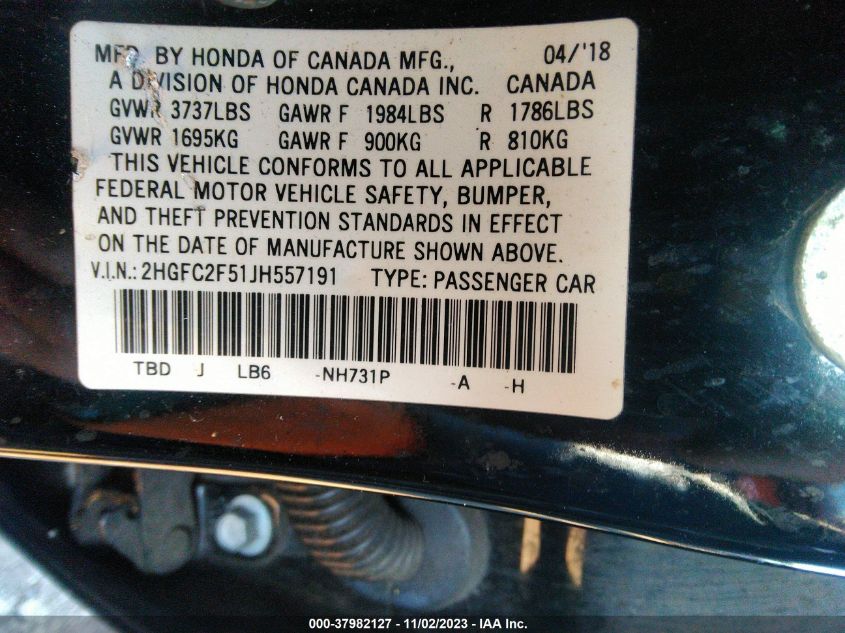 MFD. BY HONDA OF CANADA MFG., 04/'18
A DIVISION OF HONDA CANADA INC. CANADA
GVWR 3737LBS GAWR F 1984LBS R 1786LBS
GVWR 1695KG GAWR F 900KG R 810KG
THIS VEHICLE CONFORMS TO ALL APPLICABLE
FEDERAL MOTOR VEHICLE SAFETY, BUMPER,
AND THEFT PREVENTION STANDARDS IN EFFECT
ON THE DATE OF MANUFACTURE SHOWN ABOVE.
V.I.N.: 2HGFC2F51JH557191 TYPE: PASSENGER CAR
TBD J LB6 -NH731P -A -H
000-37982127 - 11/02/2023 - IAA Inc.